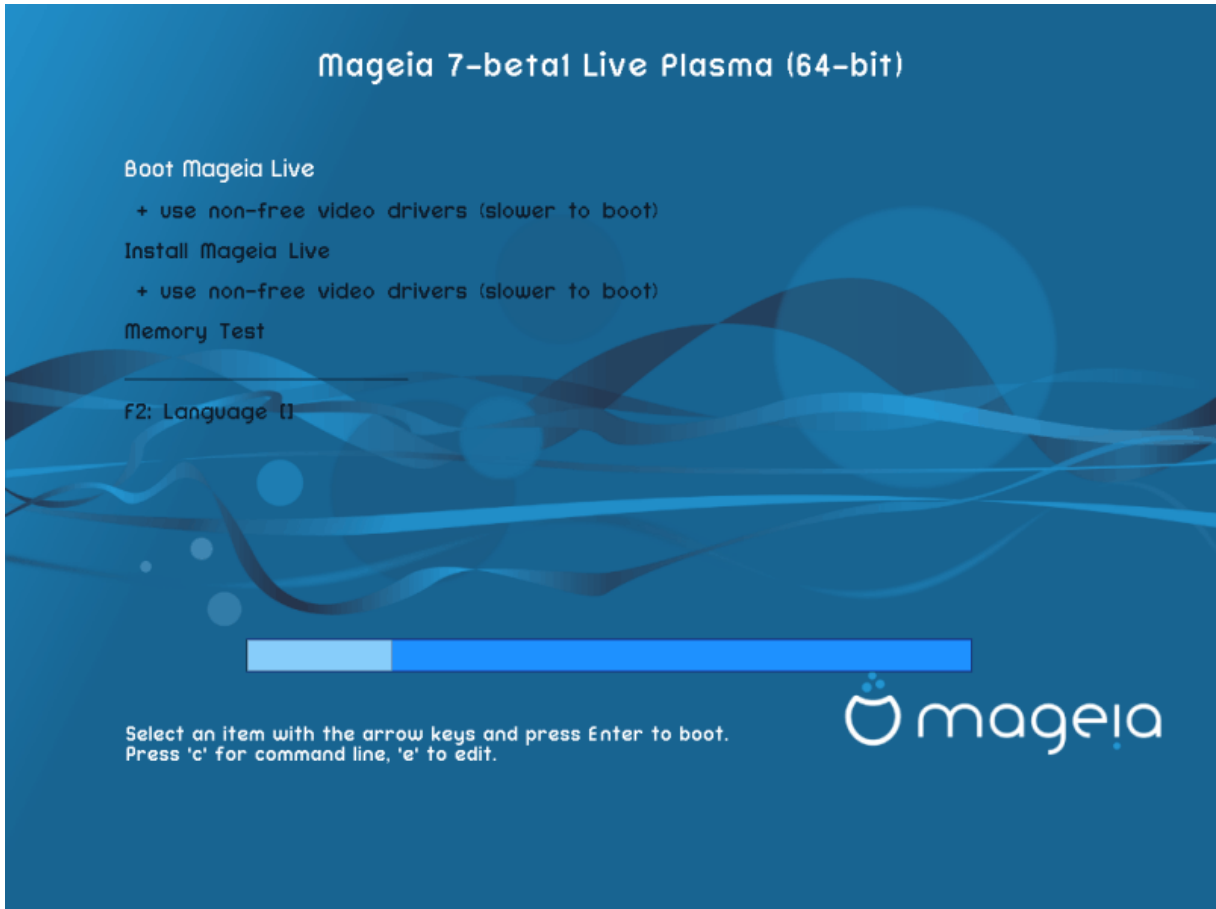 Mageia 7-beta1 Live Plasma (64-bit)
Boot Mageia Live
+ use non-free video drivers (slower to boot)
Install Mageia Live
+ use non-free video drivers (slower to boot)
Memory Test
F2: Language []
mageia
Select an item with the arrow keys and press Enter to boot.
Press 'c' for command line, 'e' to edit.